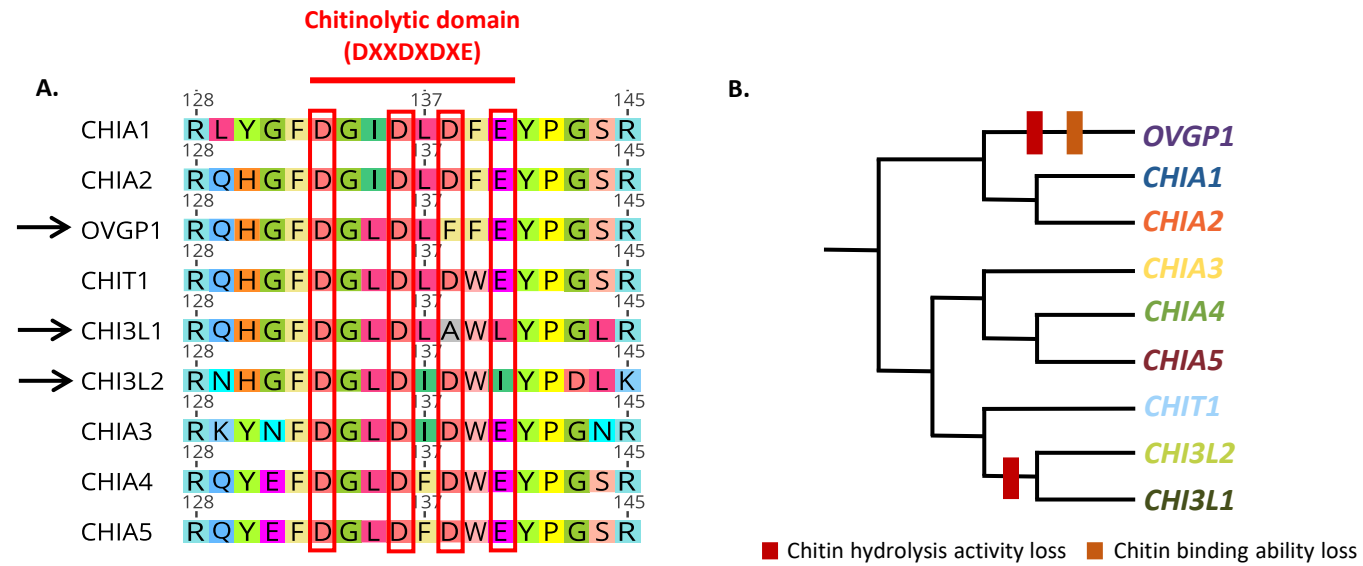 Chitinolytic domain
(DXXDXDXE)
A.
128 137 145
CHIA1 R L Y G F D G I D L D F E Y P G S R
128 137 145
CHIA2 R Q H G F D G I D L D F E Y P G S R
128 137 145
OVGP1 R Q H G F D G L D L F F E Y P G S R
128 137 145
CHIT1 R Q H G F D G L D L D W E Y P G S R
128 137 145
CHI3L1 R Q H G F D G L D L A W L Y P G L R
128 137 145
CHI3L2 R N H G F D G L D I D W I Y P D L K
128 137 145
CHIA3 R K Y N F D G L D I D W E Y P G N R
128 137 145
CHIA4 R Q Y E F D G L D F D W E Y P G S R
128 137 145
CHIA5 R Q Y E F D G L D F D W E Y P G S R
B.
OVGP1
CHIA1
CHIA2
CHIA3
CHIA4
CHIA5
CHIT1
CHI3L2
CHI3L1
Chitin hydrolysis activity loss Chitin binding ability loss